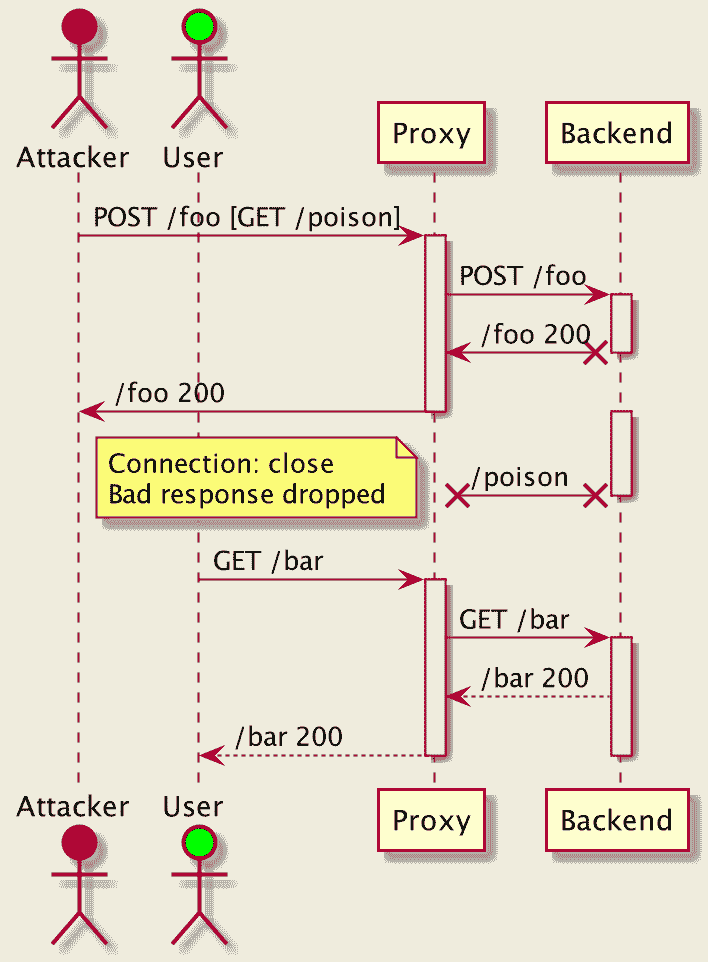 Attacker
User
Proxy
Backend
POST /foo [GET /poison]
POST /foo
/foo 200
/foo 200
Connection: close
Bad response dropped
/poison
GET /bar
GET /bar
/bar 200
/bar 200
Attacker
User
Proxy
Backend